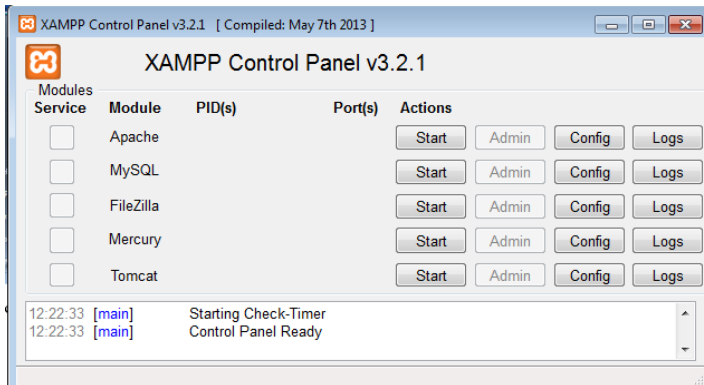 XAMPP Control Panel v3.2.1 [ Compiled: May 7th 2013 ]
XAMPP Control Panel v3.2.1
Modules
Service Module PID(s) Port(s) Actions
Apache Start Admin Config Logs
MySQL Start Admin Config Logs
FileZilla Start Admin Config Logs
Mercury Start Admin Config Logs
Tomcat Start Admin Config Logs
12:22:33 [main] Starting Check-Timer
12:22:33 [main] Control Panel Ready